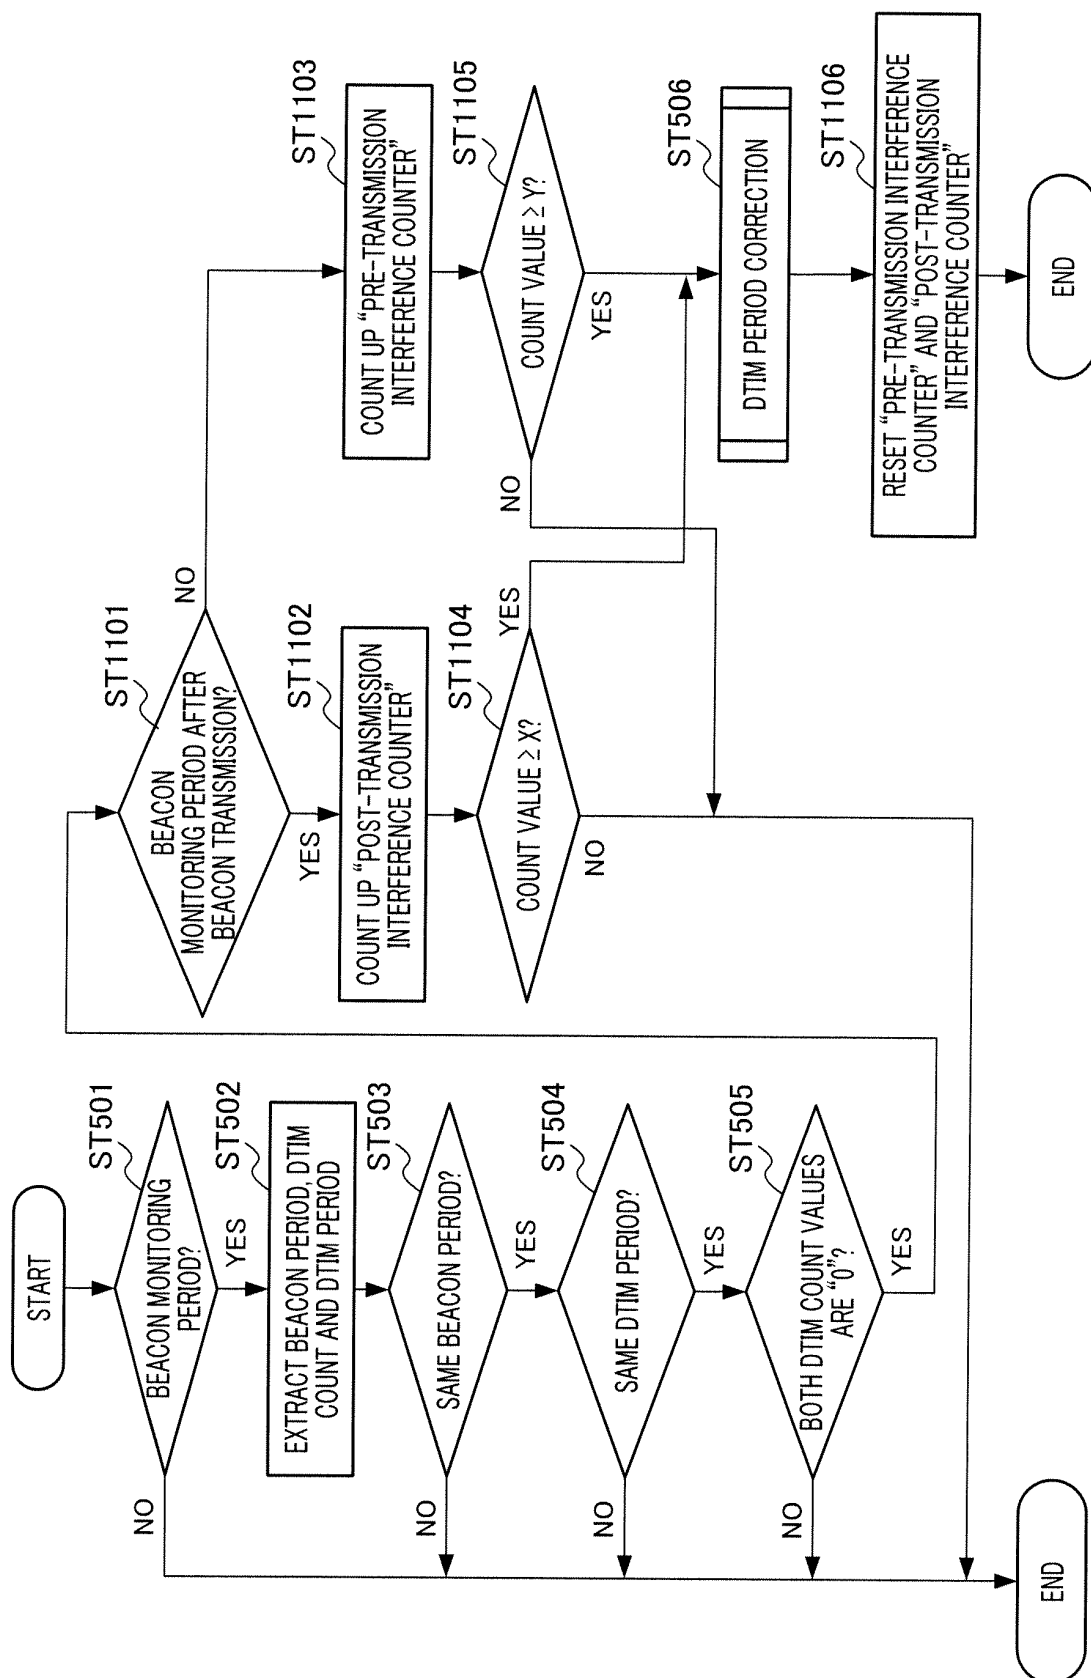 START
ST501
BEACON MONITORING
PERIOD?
NO
YES
ST502
EXTRACT BEACON PERIOD, DTIM
COUNT AND DTIM PERIOD
ST503
SAME BEACON PERIOD?
NO
YES
ST504
SAME DTIM PERIOD?
NO
YES
ST505
BOTH DTIM COUNT VALUES
ARE “0”?
NO
YES
END
ST1101
BEACON
MONITORING PERIOD AFTER
BEACON TRANSMISSION?
NO
YES
ST1102
COUNT UP “POST-TRANSMISSION
INTERFERENCE COUNTER”
ST1104
COUNT VALUE ≥ X?
YES
NO
ST1103
COUNT UP “PRE-TRANSMISSION
INTERFERENCE COUNTER”
ST1105
COUNT VALUE ≥ Y?
NO
YES
ST506
DTIM PERIOD CORRECTION
ST1106
RESET “PRE-TRANSMISSION INTERFERENCE
COUNTER” AND “POST-TRANSMISSION
INTERFERENCE COUNTER”
END